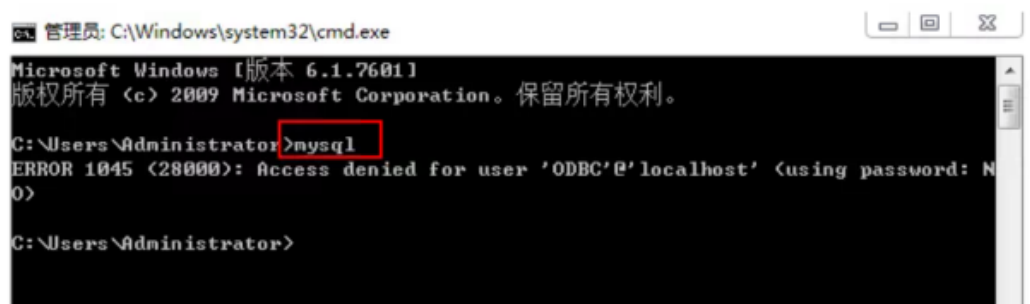 管理员: C:\Windows\system32\cmd.exe
Microsoft Windows [版本 6.1.7601]
版权所有 (c) 2009 Microsoft Corporation。保留所有权利。
C:\Users\Administrator>mysql
ERROR 1045 (28000): Access denied for user 'ODBC'@'localhost' (using password: N
O)
C:\Users\Administrator>